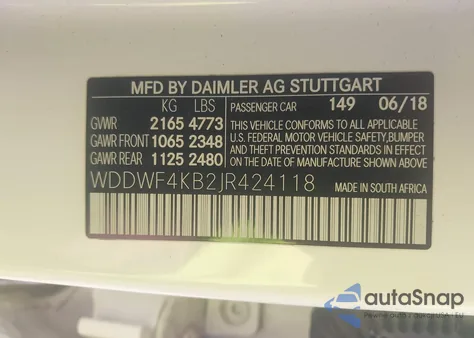 MFD BY DAIMLER AG STUTTGART
KG LBS PASSENGER CAR 149 06/18
GVWR 2165 4773 THIS VEHICLE CONFORMS TO ALL APPLICABLE
GAWR FRONT 1065 2348 U.S. FEDERAL MOTOR VEHICLE SAFETY, BUMPER
GAWR REAR 1125 2480 AND THEFT PREVENTION STANDARDS IN EFFECT
ON THE DATE OF MANUFACTURE SHOWN ABOVE.
WDDWF4KB2JR424118 MADE IN SOUTH AFRICA
autaSnap